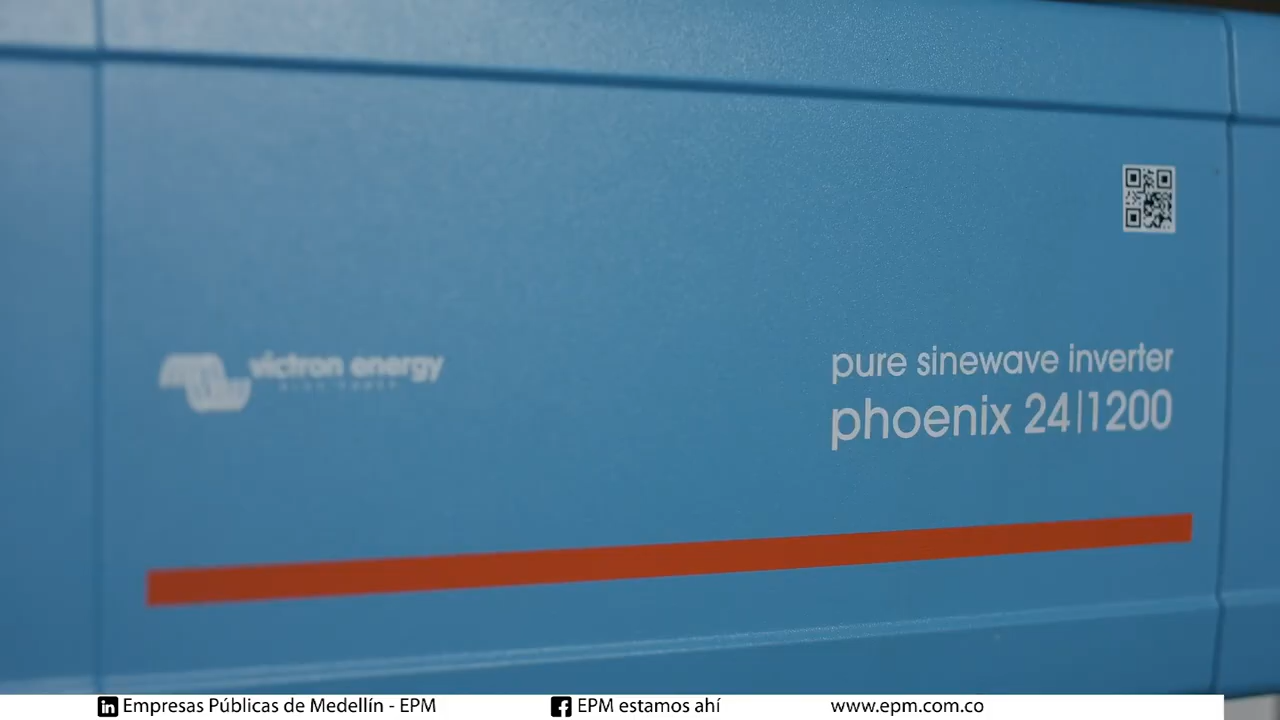 victron energy
pure sinewave inverter
phoenix 24|1200
Empresas Públicas de Medellín - EPM
EPM estamos ahí
www.epm.com.co